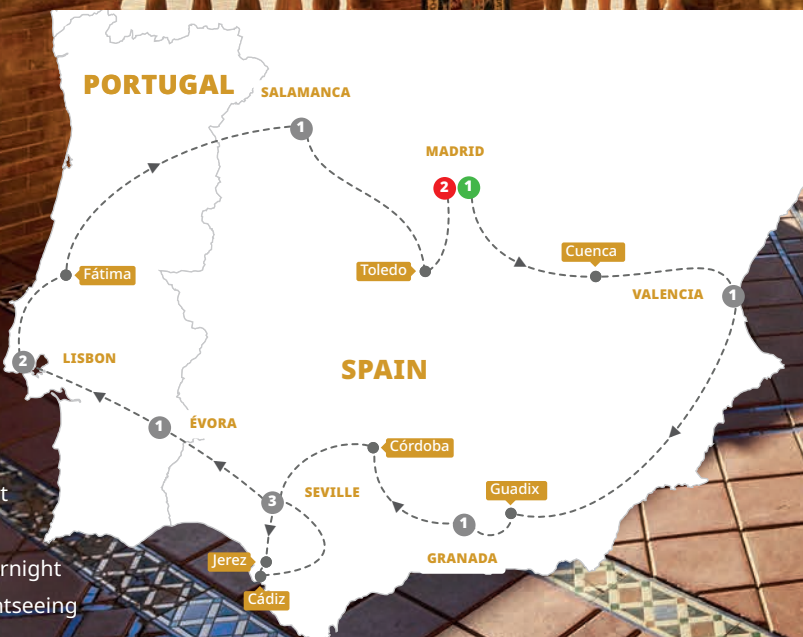 PORTUGAL
SALAMANCA
1
MADRID
2 1
Cuenca
Toledo
Fátima
VALENCIA
1
2
LISBON
SPAIN
1
ÉVORA
Córdoba
Guadix
3
SEVILLE
1
GRANADA
Jerez
Cádiz
t
rnight
ntseeing